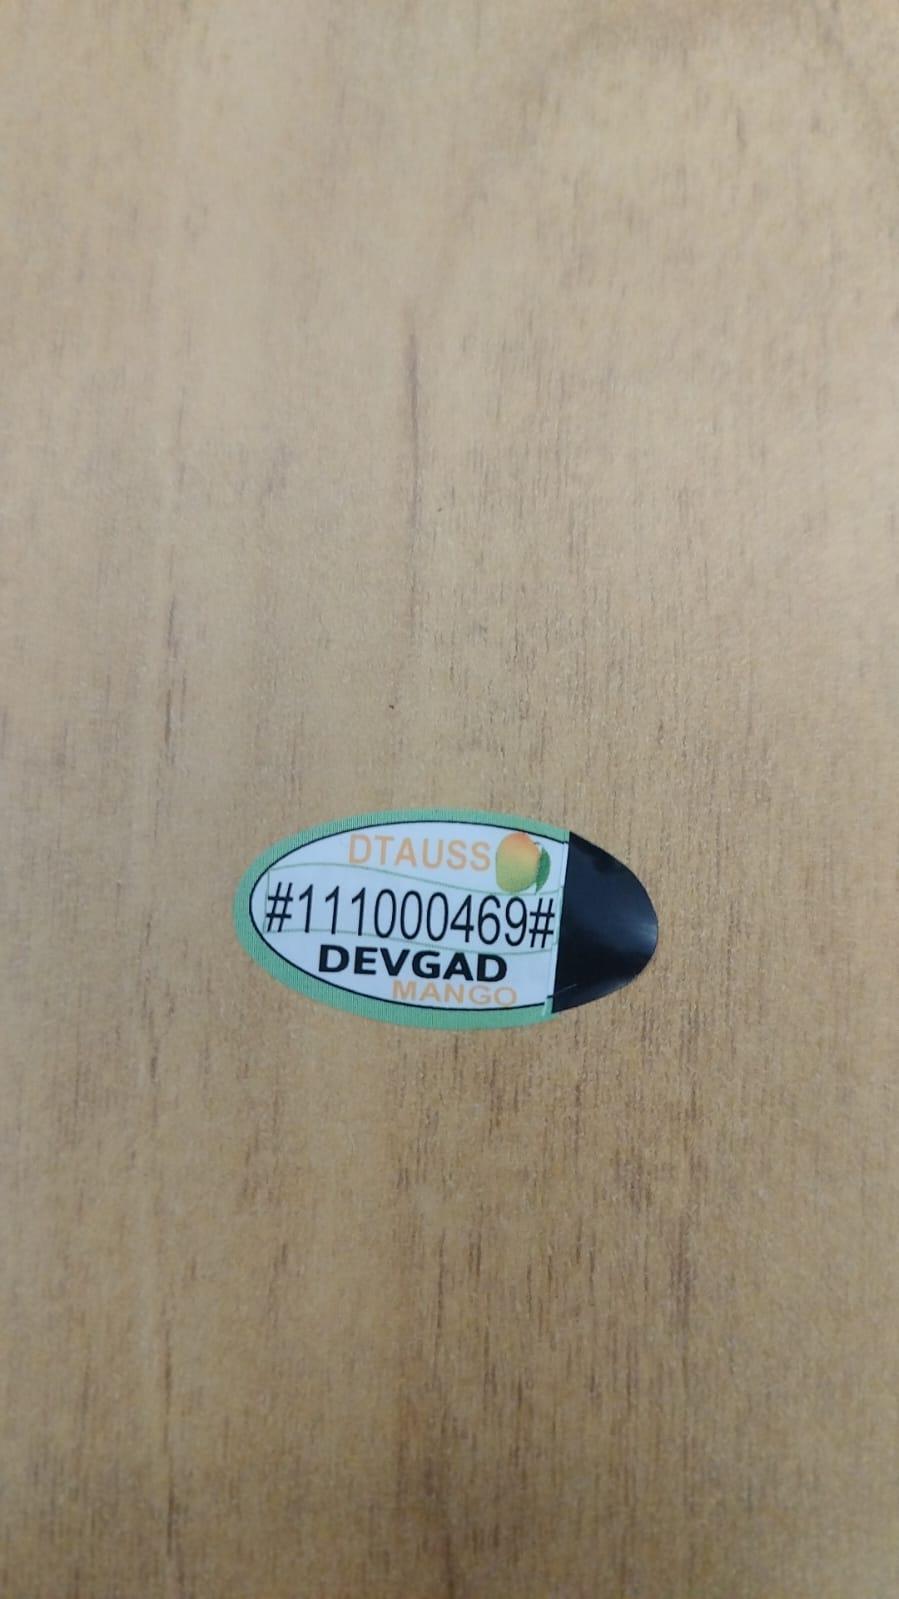 DTAUSS
#111000469#
DEVGAD
MANGO